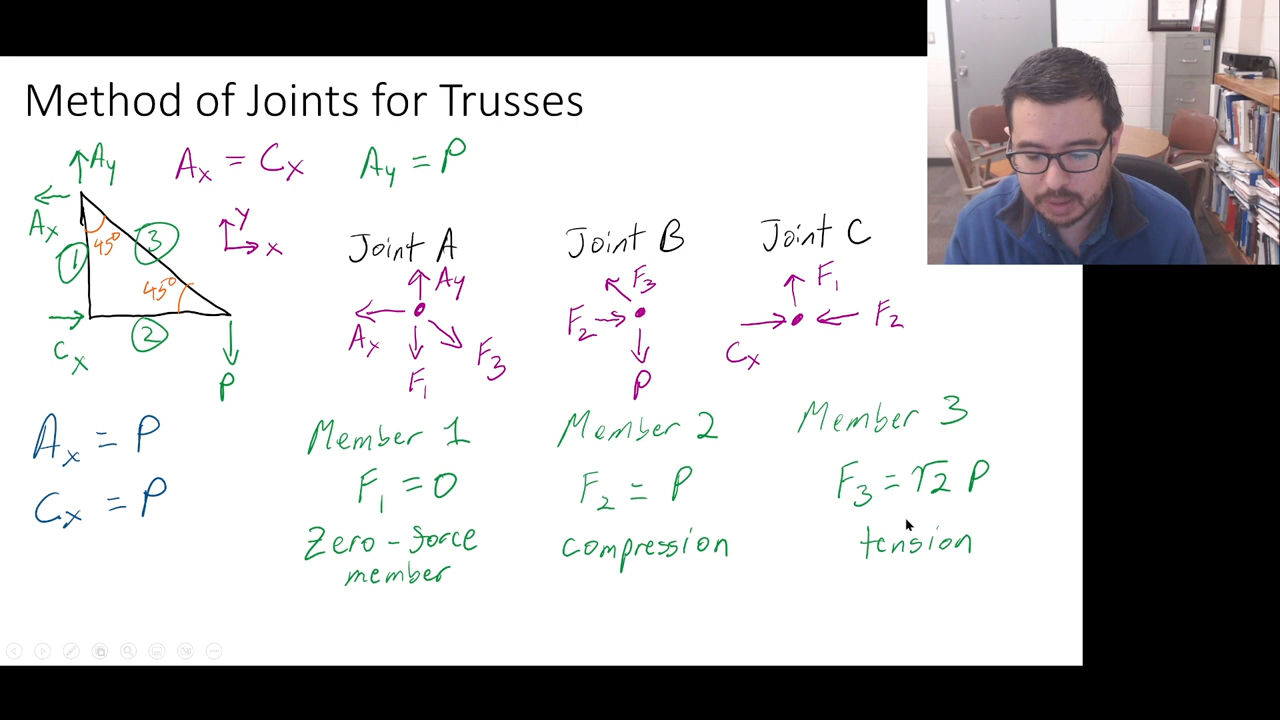 Method of Joints for Trusses
Ay
Ax = Cx
Ay = P
Ax
1
45°
3
45°
2
Cx
P
y
x
Joint A
Ay
Ax
F1
F3
Joint B
F3
F2
P
Joint C
F1
F2
Cx
Ax = P
Cx = P
Member 1
F1 = 0
Zero-force
member
Member 2
F2 = P
compression
Member 3
F3 = √2 P
tension